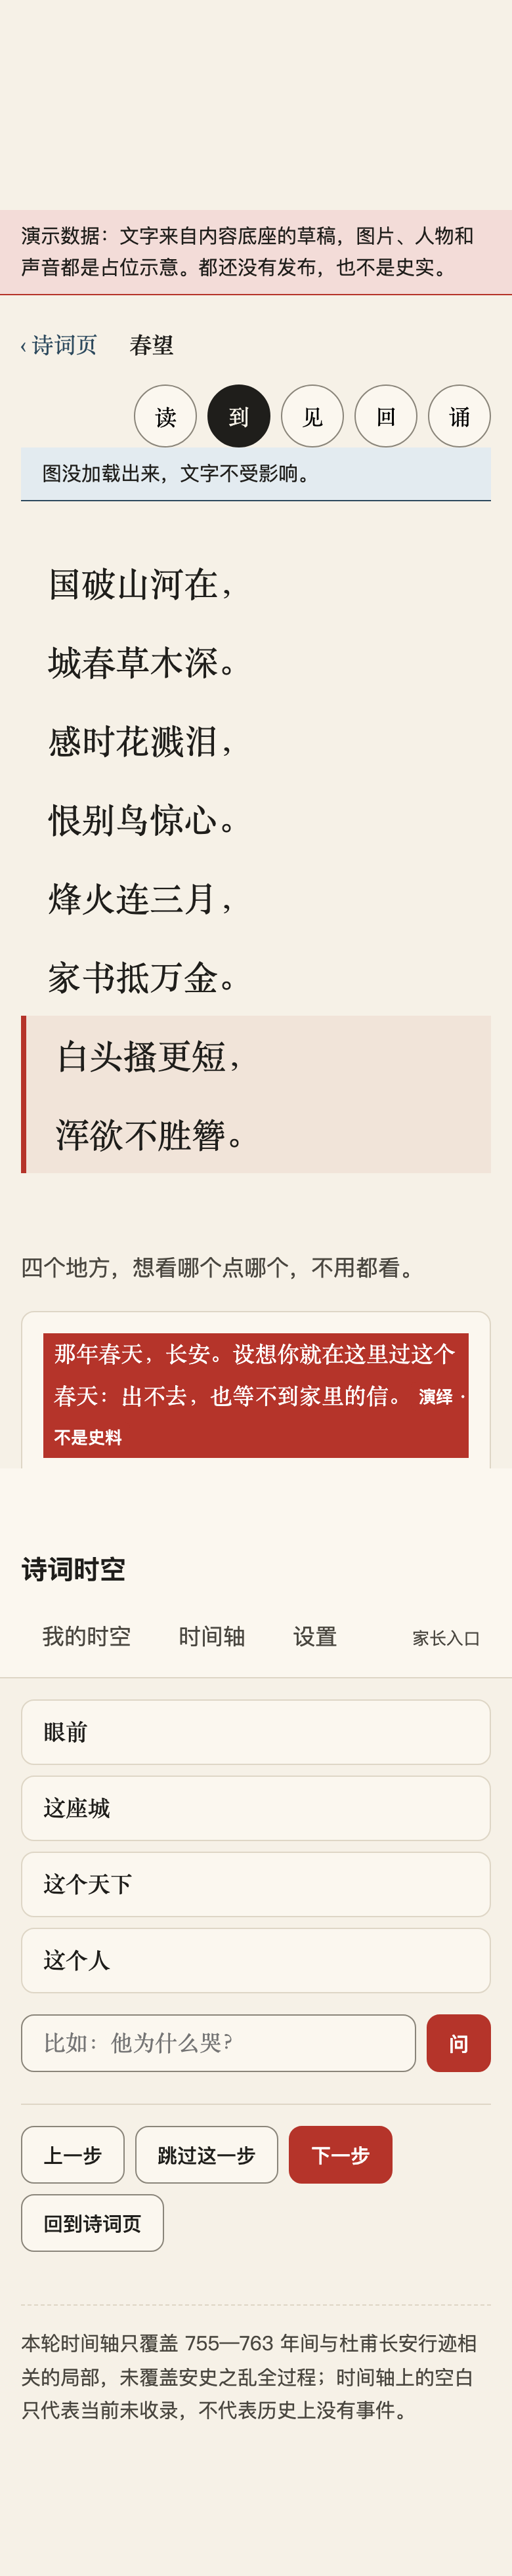 演示数据：文字来自内容底座的草稿，图片、人物和
声音都是占位示意。都还没有发布，也不是史实。
‹ 诗词页 春望
读 到 见 回 诵
图没加载出来，文字不受影响。
国破山河在，
城春草木深。
感时花溅泪，
恨别鸟惊心。
烽火连三月，
家书抵万金。
白头搔更短，
浑欲不胜簪。
四个地方，想看哪个点哪个，不用都看。
那年春天，长安。设想你就在这里过这个
春天：出不去，也等不到家里的信。 演绎 ·
不是史料
诗词时空
我的时空 时间轴 设置 家长入口
眼前
这座城
这个天下
这个人
比如：他为什么哭？ 问
上一步 跳过这一步 下一步
回到诗词页
本轮时间轴只覆盖 755—763 年间与杜甫长安行迹相
关的局部，未覆盖安史之乱全过程；时间轴上的空白
只代表当前未收录，不代表历史上没有事件。